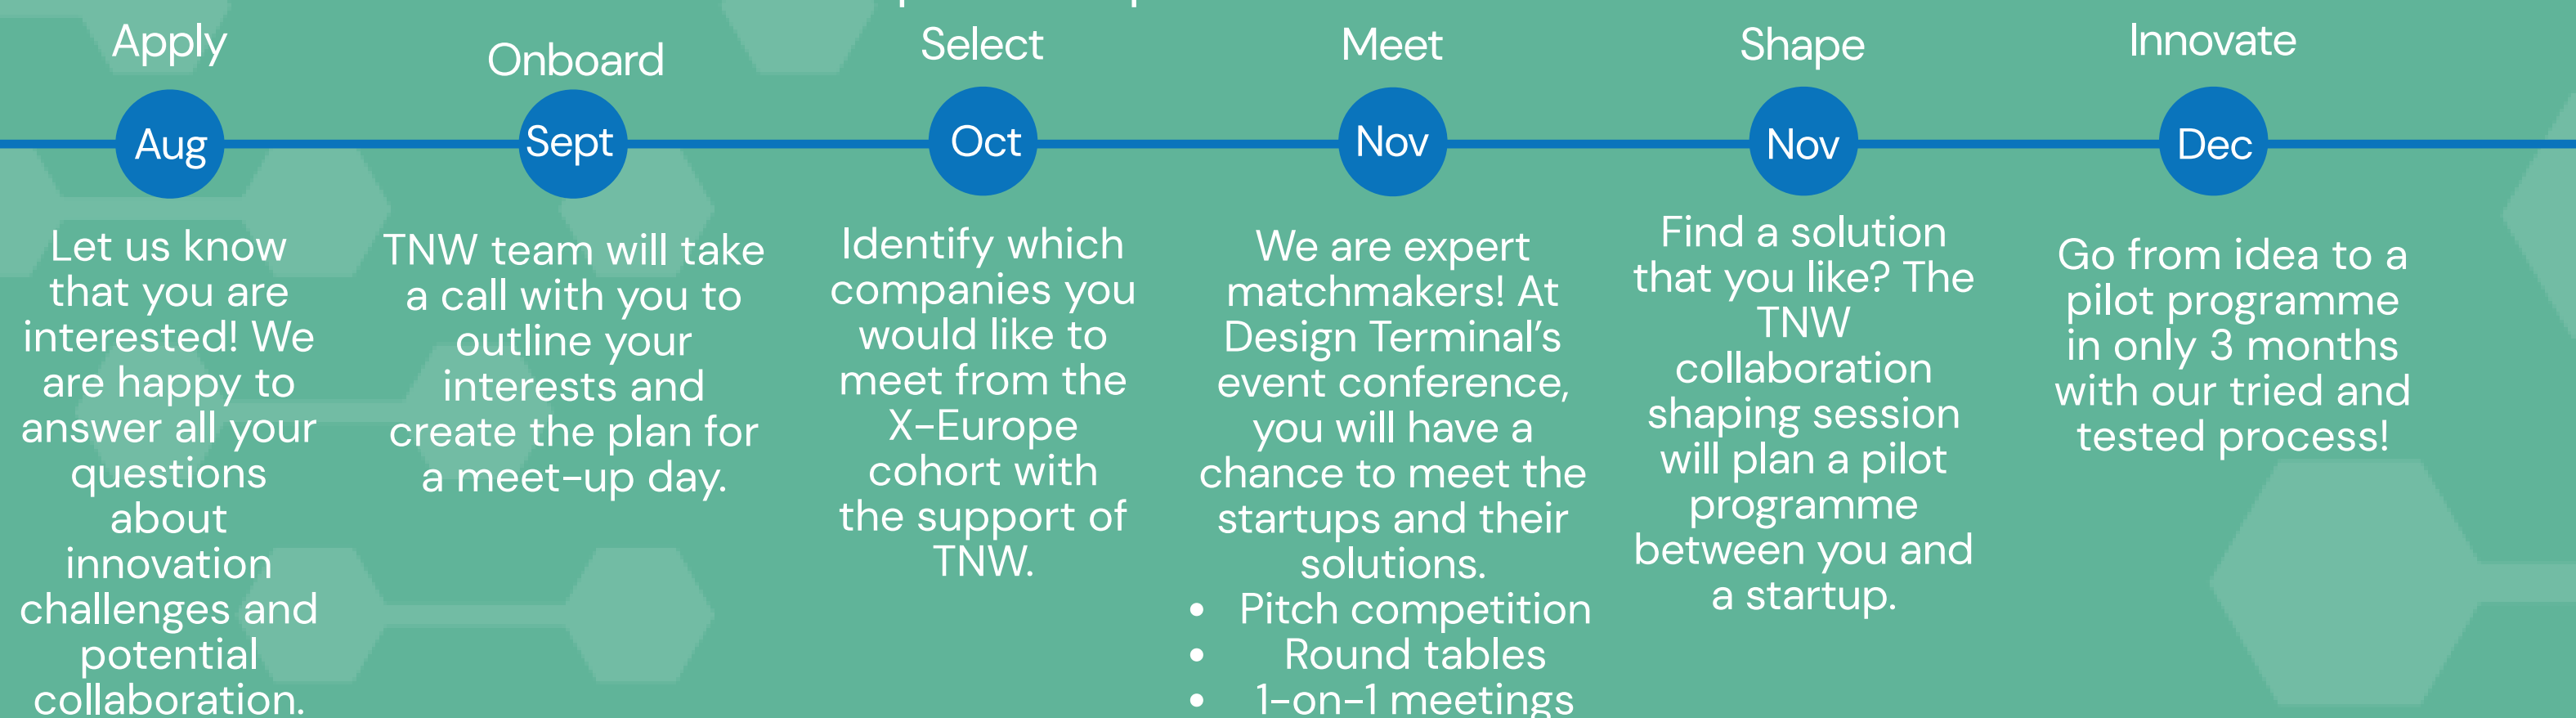 Apply
Aug
Let us know
that you are
interested! We
are happy to
answer all your
questions
about
innovation
challenges and
potential
collaboration.
Onboard
Sept
TNW team will take
a call with you to
outline your
interests and
create the plan for
a meet-up day.
Select
Oct
Identify which
companies you
would like to
meet from the
X-Europe
cohort with
the support of
TNW.
Meet
Nov
We are expert
matchmakers! At
Design Terminal’s
event conference,
you will have a
chance to meet the
startups and their
solutions.
• Pitch competition
• Round tables
• 1-on-1 meetings
Shape
Nov
Find a solution
that you like? The
TNW
collaboration
shaping session
will plan a pilot
programme
between you and
a startup.
Innovate
Dec
Go from idea to a
pilot programme
in only 3 months
with our tried and
tested process!